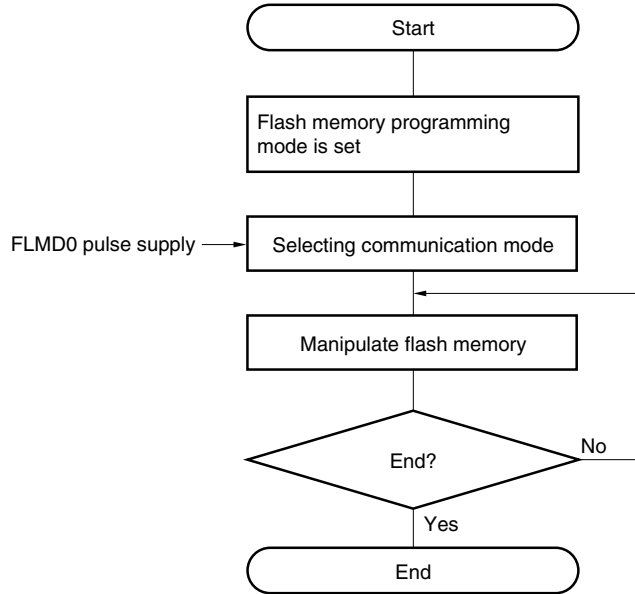 Start
Flash memory programming
mode is set
FLMD0 pulse supply
Selecting communication mode
Manipulate flash memory
End?
No
Yes
End